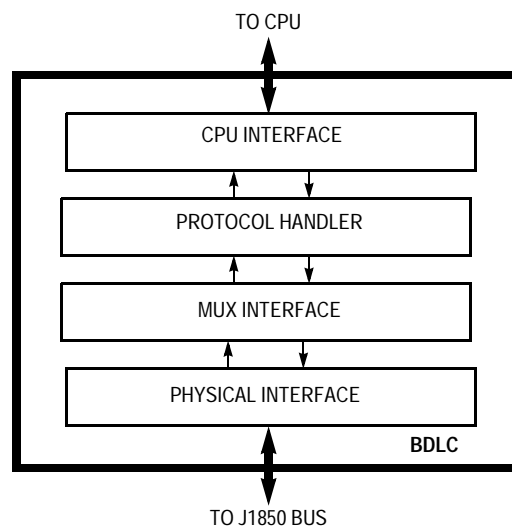 TO CPU
CPU INTERFACE
PROTOCOL HANDLER
MUX INTERFACE
PHYSICAL INTERFACE
BDLC
TO J1850 BUS